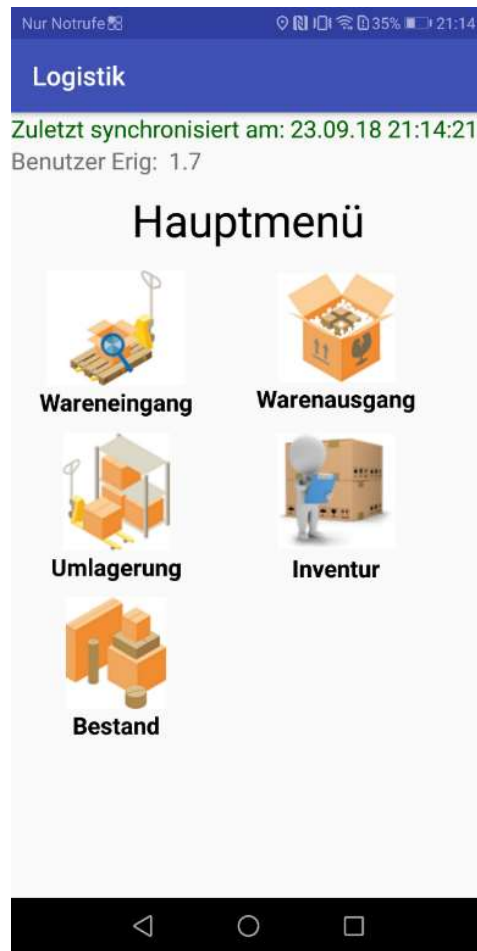 Nur Notrufe 35% 21:14
Logistik
Zuletzt synchronisiert am: 23.09.18 21:14:21
Benutzer Erig: 1.7
Hauptmenü
Wareneingang Warenausgang
Umlagerung Inventur
Bestand